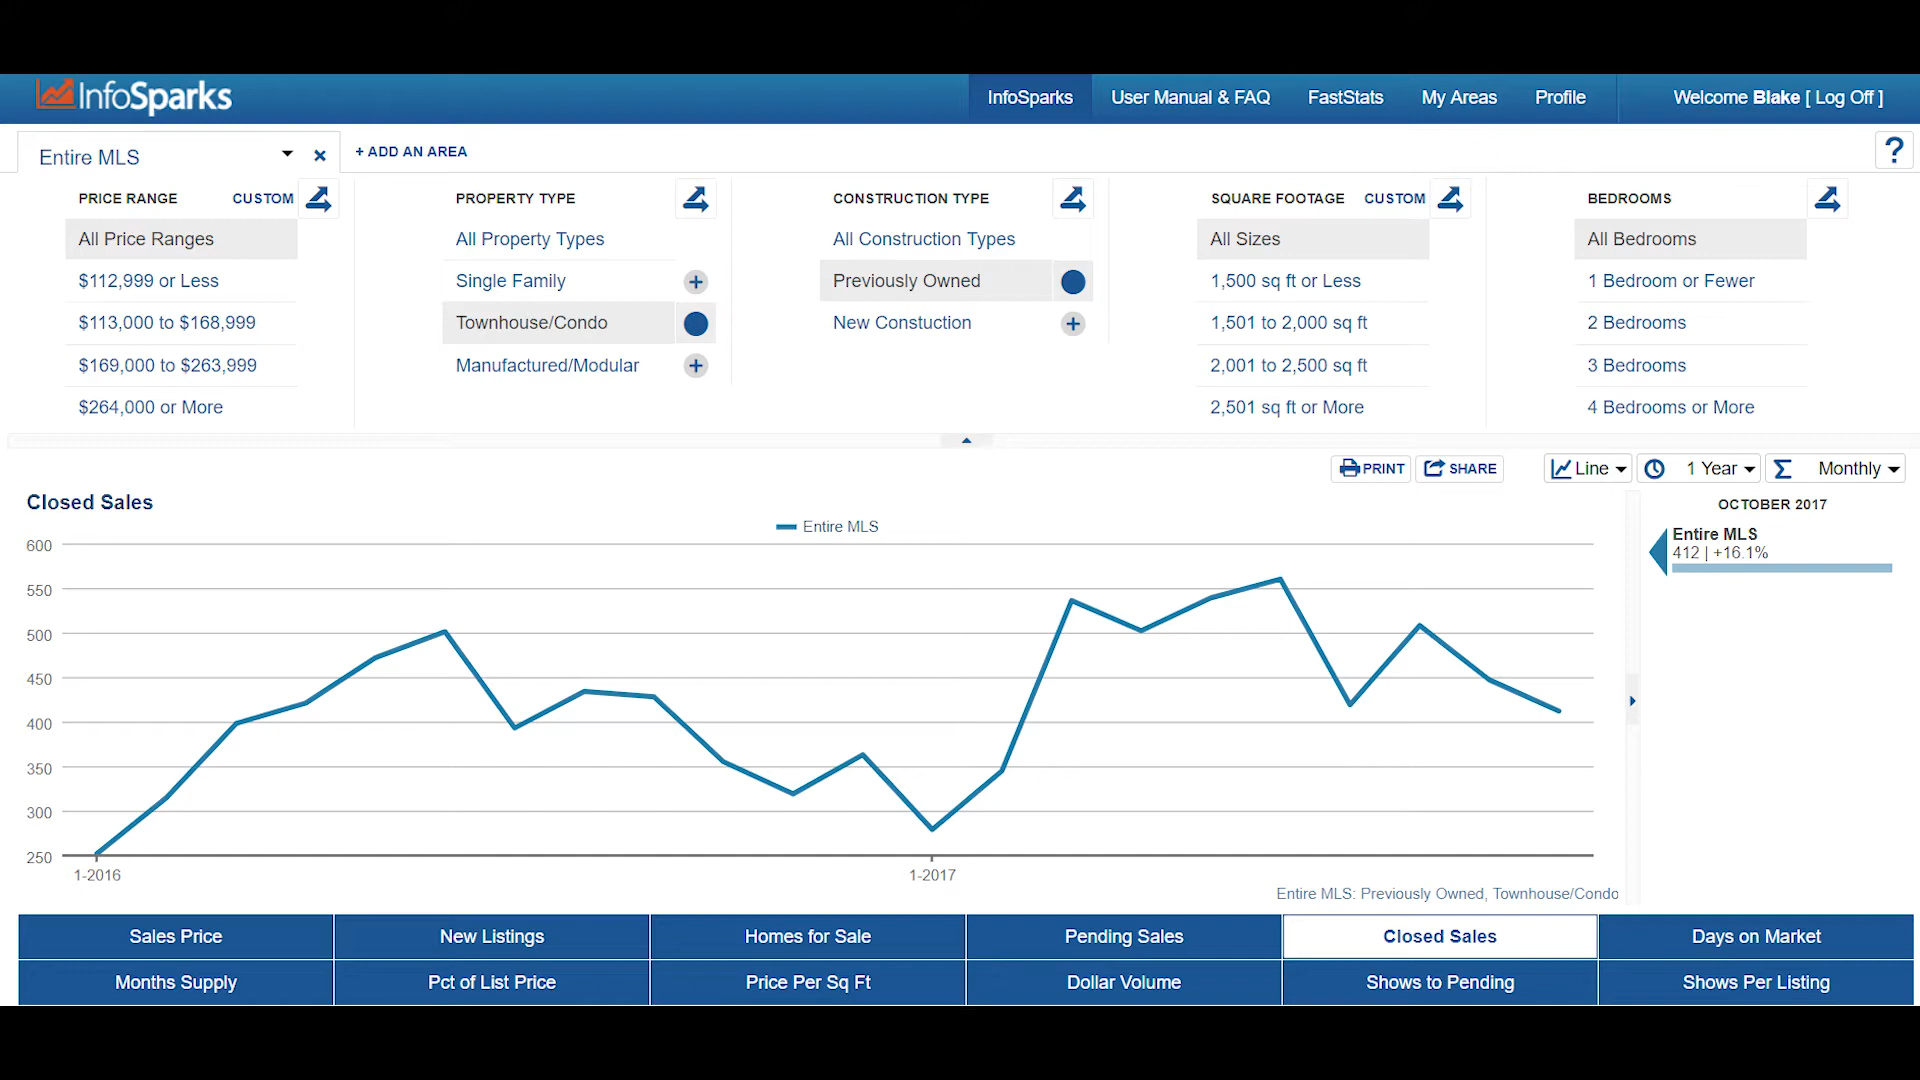 InfoSparks
InfoSparks
User Manual & FAQ
FastStats
My Areas
Profile
Welcome Blake [ Log Off ]
Entire MLS
+ ADD AN AREA
?
PRICE RANGE CUSTOM
All Price Ranges
$112,999 or Less
$113,000 to $168,999
$169,000 to $263,999
$264,000 or More
PROPERTY TYPE
All Property Types
Single Family
Townhouse/Condo
Manufactured/Modular
CONSTRUCTION TYPE
All Construction Types
Previously Owned
New Constuction
SQUARE FOOTAGE CUSTOM
All Sizes
1,500 sq ft or Less
1,501 to 2,000 sq ft
2,001 to 2,500 sq ft
2,501 sq ft or More
BEDROOMS
All Bedrooms
1 Bedroom or Fewer
2 Bedrooms
3 Bedrooms
4 Bedrooms or More
PRINT
SHARE
Line
1 Year
Σ Monthly
Closed Sales
Entire MLS
600
550
500
450
400
350
300
250
1-2016
1-2017
Entire MLS: Previously Owned, Townhouse/Condo
OCTOBER 2017
Entire MLS
412 | +16.1%
Sales Price
New Listings
Homes for Sale
Pending Sales
Closed Sales
Days on Market
Months Supply
Pct of List Price
Price Per Sq Ft
Dollar Volume
Shows to Pending
Shows Per Listing